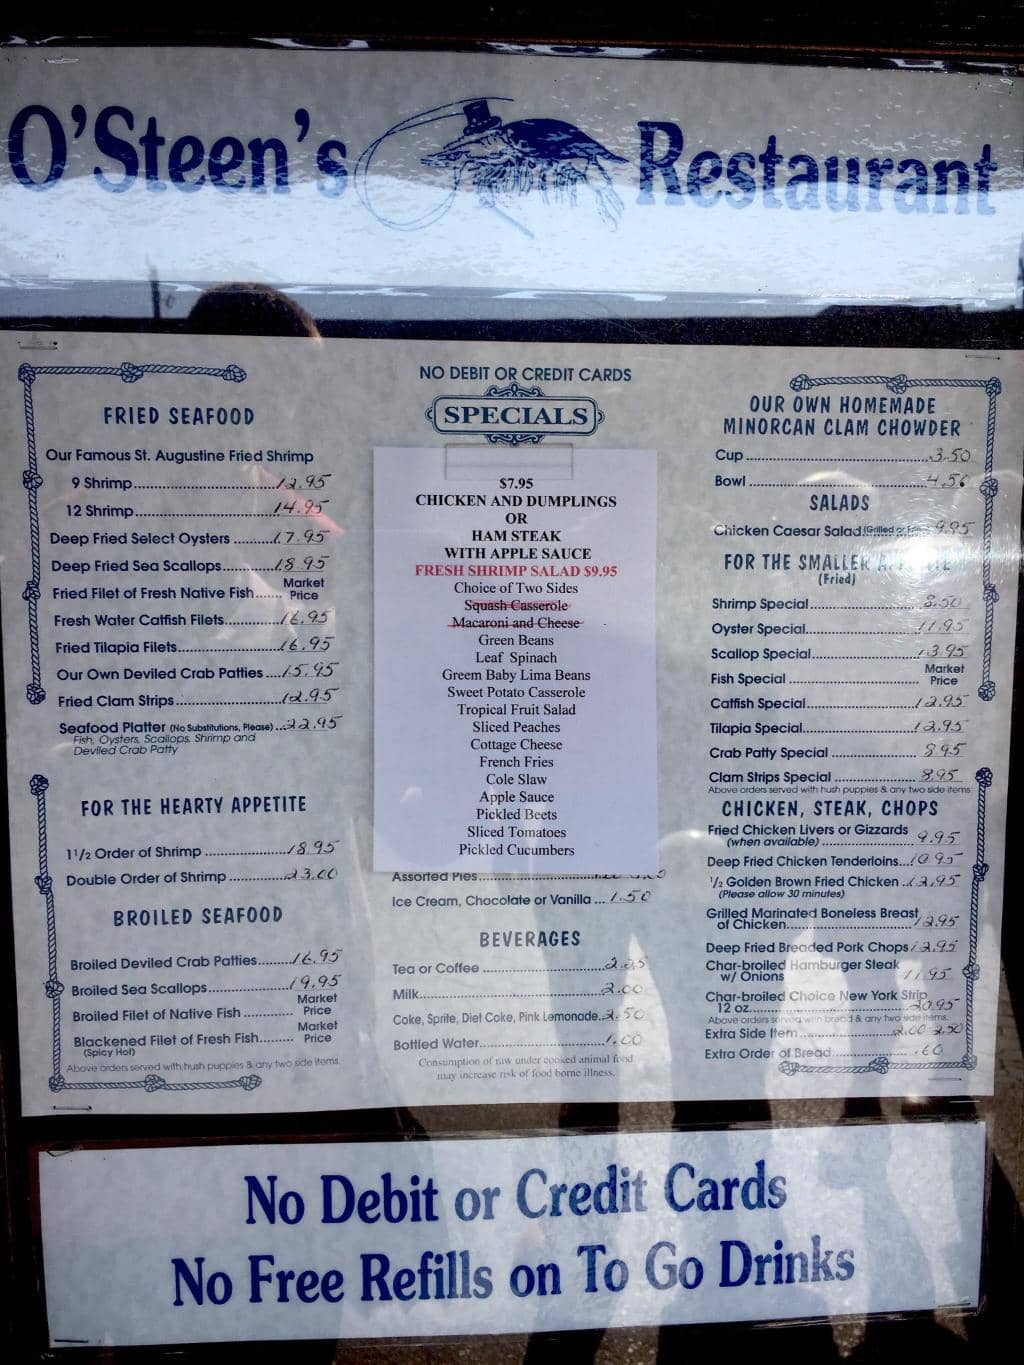 O'Steen's Restaurant
NO DEBIT OR CREDIT CARDS
FRIED SEAFOOD
Our Famous St. Augustine Fried Shrimp
9 Shrimp..............................12.95
12 Shrimp.............................14.95
Deep Fried Select Oysters..........17.95
Deep Fried Sea Scallops...........18.95
Fried Filet of Fresh Native Fish...... Market Price
Fresh Water Catfish Filets............16.95
Fried Tilapia Filets......................16.95
Our Own Deviled Crab Patties....15.95
Fried Clam Strips........................12.95
Seafood Platter (No Substitutions, Please)...22.95
Fish, Oysters, Scallops, Shrimp and
Deviled Crab Patty
FOR THE HEARTY APPETITE
1 1/2 Order of Shrimp..................18.95
Double Order of Shrimp..............23.00
BROILED SEAFOOD
Broiled Deviled Crab Patties........16.95
Broiled Sea Scallops....................19.95
Broiled Filet of Native Fish............ Market Price
Blackened Filet of Fresh Fish....... Market Price
(Spicy Hot)
Above orders served with hush puppies & any two side items.
SPECIALS
$7.95
CHICKEN AND DUMPLINGS
OR
HAM STEAK
WITH APPLE SAUCE
FRESH SHRIMP SALAD $9.95
Choice of Two Sides
Squash Casserole
Macaroni and Cheese
Green Beans
Leaf Spinach
Greem Baby Lima Beans
Sweet Potato Casserole
Tropical Fruit Salad
Sliced Peaches
Cottage Cheese
French Fries
Cole Slaw
Apple Sauce
Pickled Beets
Sliced Tomatoes
Pickled Cucumbers
Assorted Pies
Ice Cream, Chocolate or Vanilla ... 1.50
BEVERAGES
Tea or Coffee..........................2.05
Milk.........................................2.00
Coke, Sprite, Diet Coke, Pink Lemonade..2.50
Bottled Water..........................1.00
Consumption of raw under cooked animal food
may increase risk of food borne illness.
OUR OWN HOMEMADE
MINORCAN CLAM CHOWDER
Cup.........................................3.50
Bowl........................................4.50
SALADS
Chicken Caesar Salad (Grilled or 9.95
FOR THE SMALLER
(Fried)
Shrimp Special..........................8.50
Oyster Special..........................11.95
Scallop Special.........................13.95
Fish Special............................. Market Price
Catfish Special.........................12.95
Tilapia Special..........................12.95
Crab Patty Special....................8.95
Clam Strips Special...................8.95
Above orders served with hush puppies & any two side items
CHICKEN, STEAK, CHOPS
Fried Chicken Livers or Gizzards
(when available).......................9.95
Deep Fried Chicken Tenderloins...10.95
1/2 Golden Brown Fried Chicken..12.95
(Please allow 30 minutes)
Grilled Marinated Boneless Breast
of Chicken................................12.95
Deep Fried Breaded Pork Chops 12.95
Char-broiled Hamburger Steak
w/ Onions 11.95
Char-broiled Choice New York Strip
12 oz. 20.95
Above orders served with bread & any two side items.
Extra Side Item.....................2.00 2.50
Extra Order of Bread.................. .60
No Debit or Credit Cards
No Free Refills on To Go Drinks